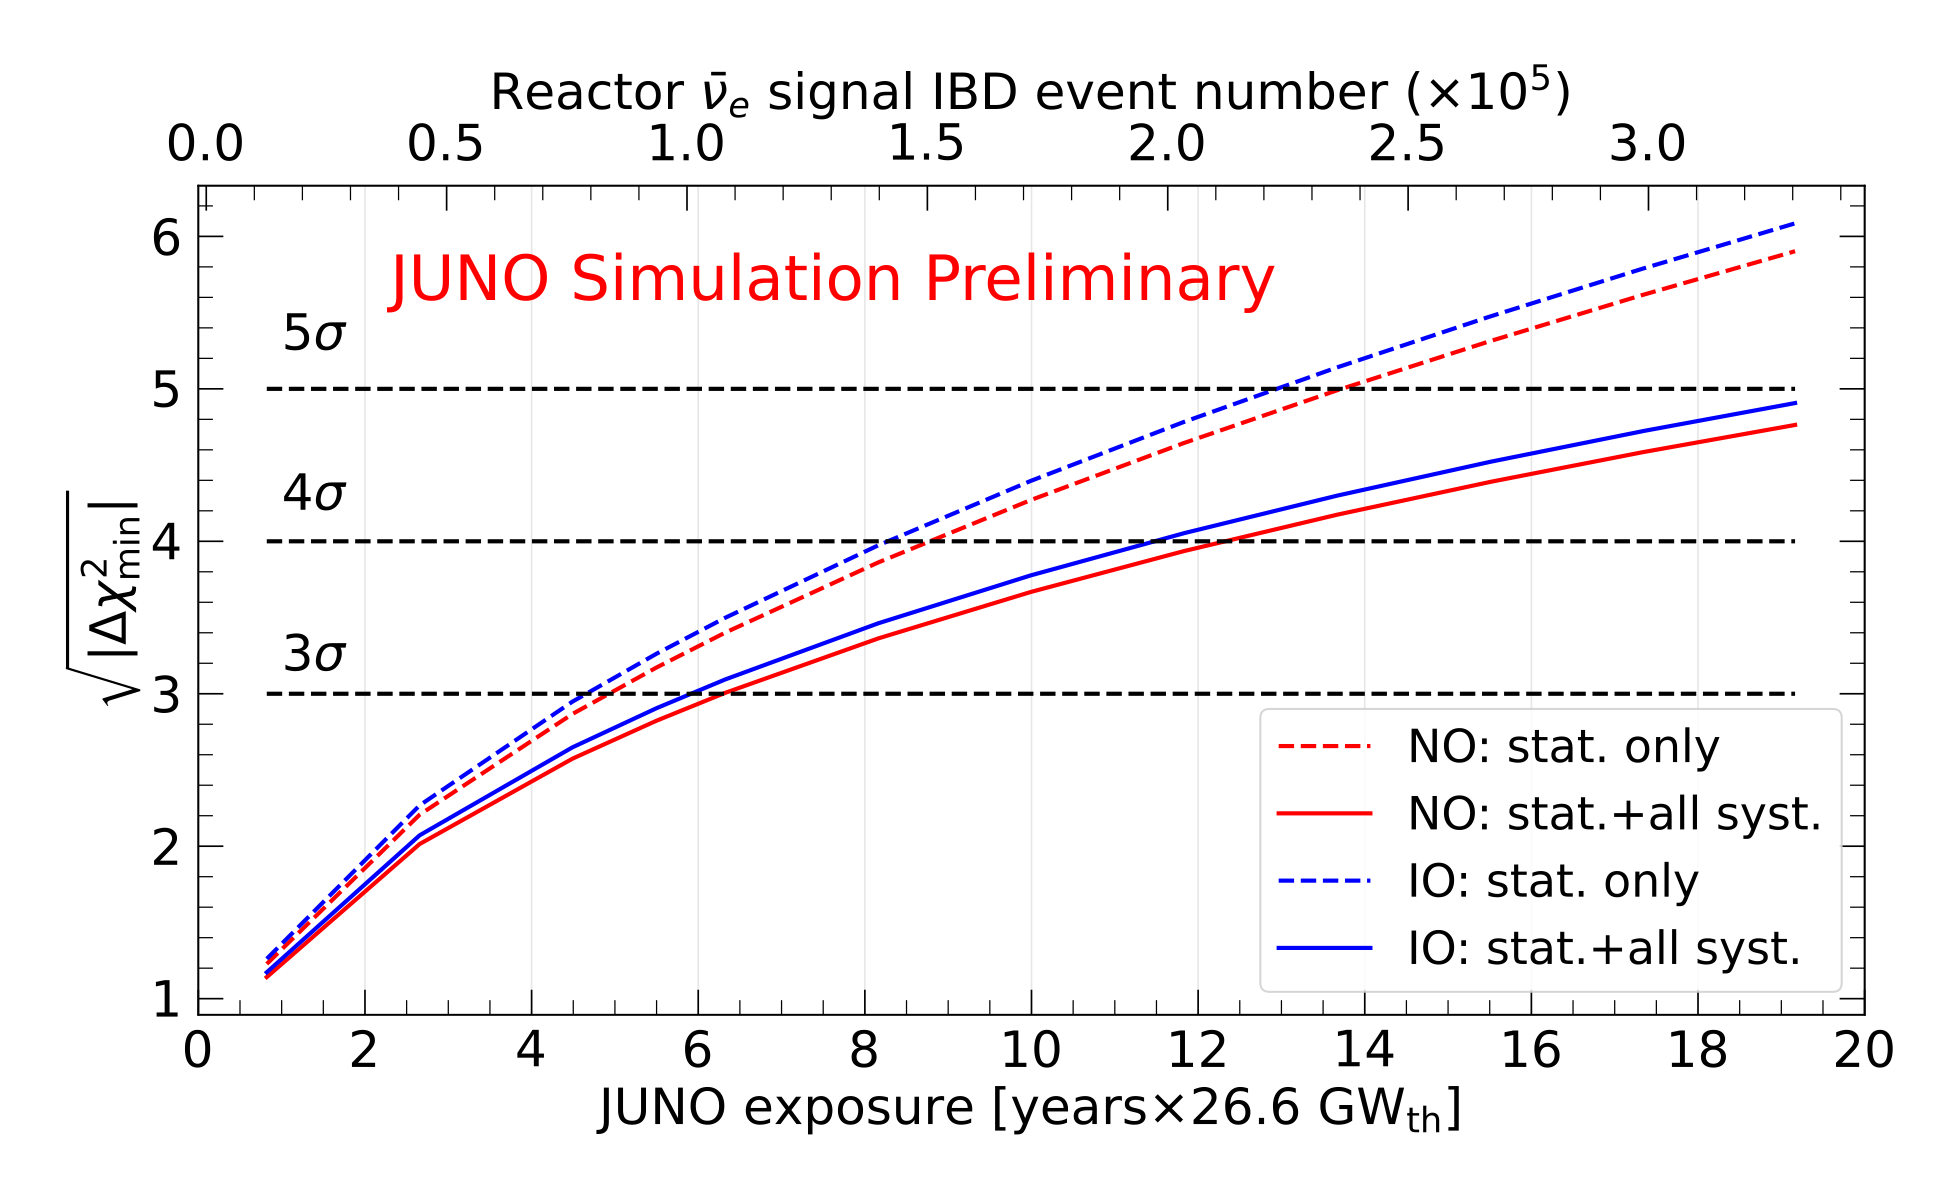 Reactor ν̄ₑ signal IBD event number (×10⁵)
0.0 0.5 1.0 1.5 2.0 2.5 3.0
JUNO Simulation Preliminary
5σ
4σ
3σ
√|Δχ²min|
6
5
4
3
2
1
NO: stat. only
NO: stat.+all syst.
IO: stat. only
IO: stat.+all syst.
0 2 4 6 8 10 12 14 16 18 20
JUNO exposure [years×26.6 GWth]